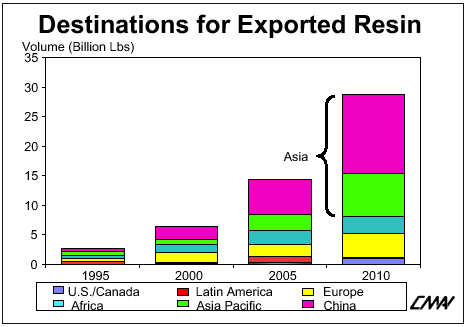 Destinations for Exported Resin
Volume (Billion Lbs)
35
30
25
20
15
10
5
0
Asia
1995 2000 2005 2010
U.S./Canada Latin America Europe
Africa Asia Pacific China
CMAI